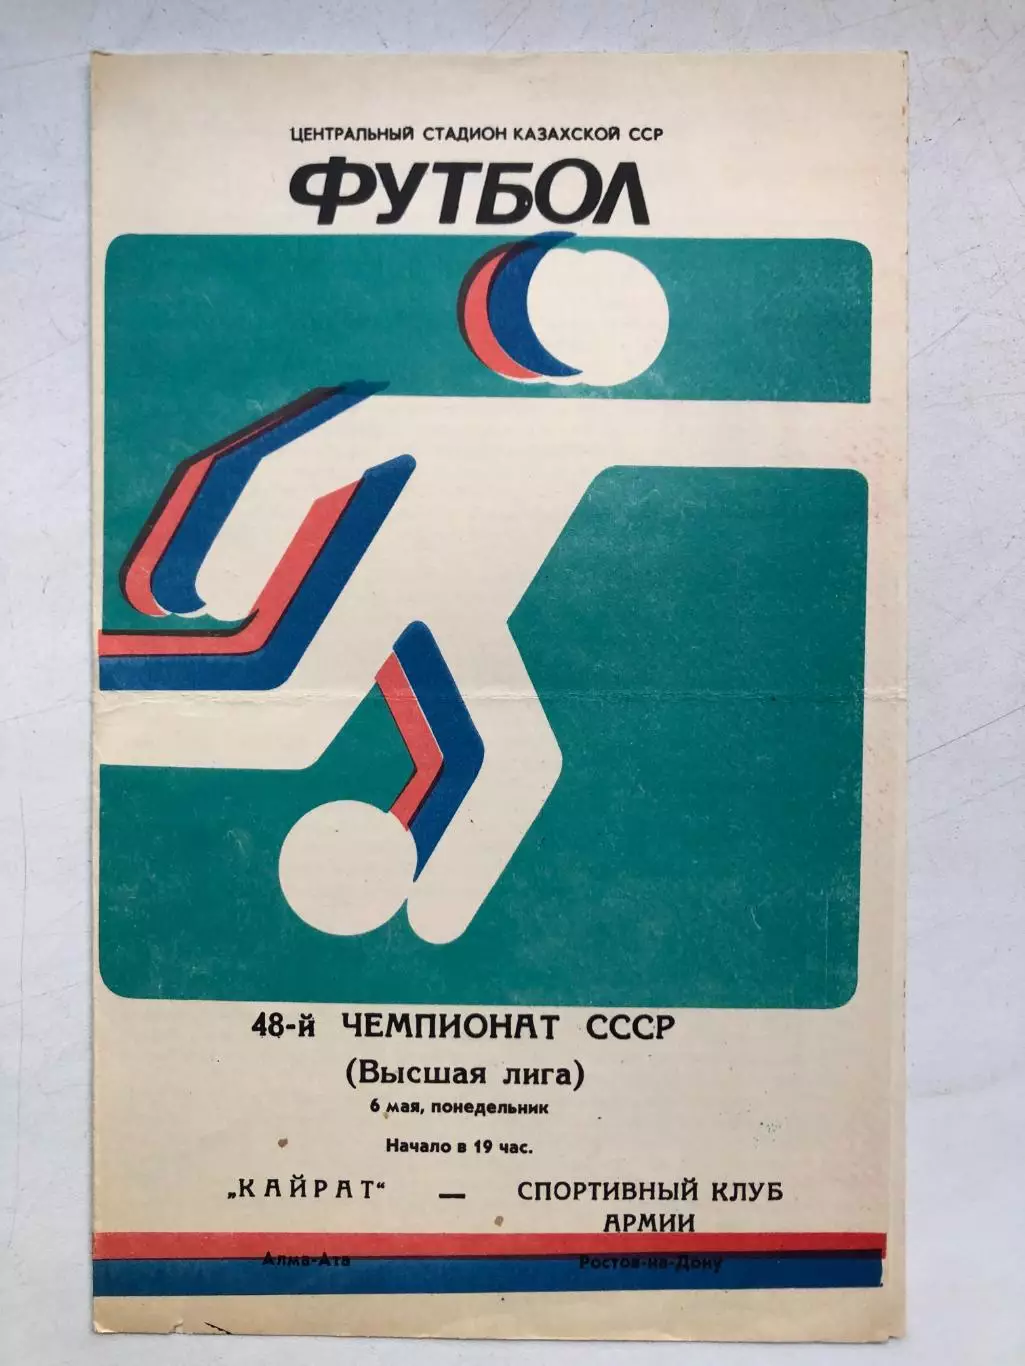 ЦЕНТРАЛЬНЫЙ СТАДИОН КАЗАХСКОЙ ССР
ФУТБОЛ
48-й ЧЕМПИОНАТ СССР
(Высшая лига)
6 мая, понедельник
Начало в 19 час.
„КАЙРАТ“ — СПОРТИВНЫЙ КЛУБ
АРМИИ
Алма-Ата Ростов-на-Дону